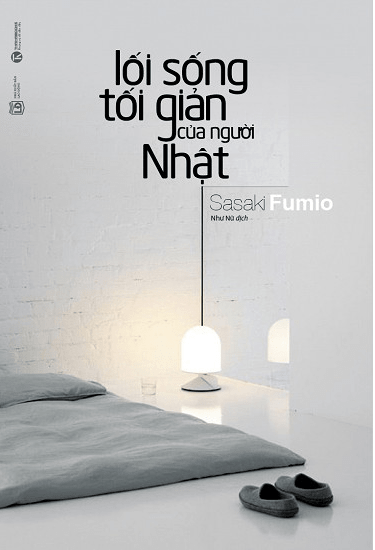 lối sống
tối giản
của người
Nhật
Sasaki Fumio
Như Nữ dịch